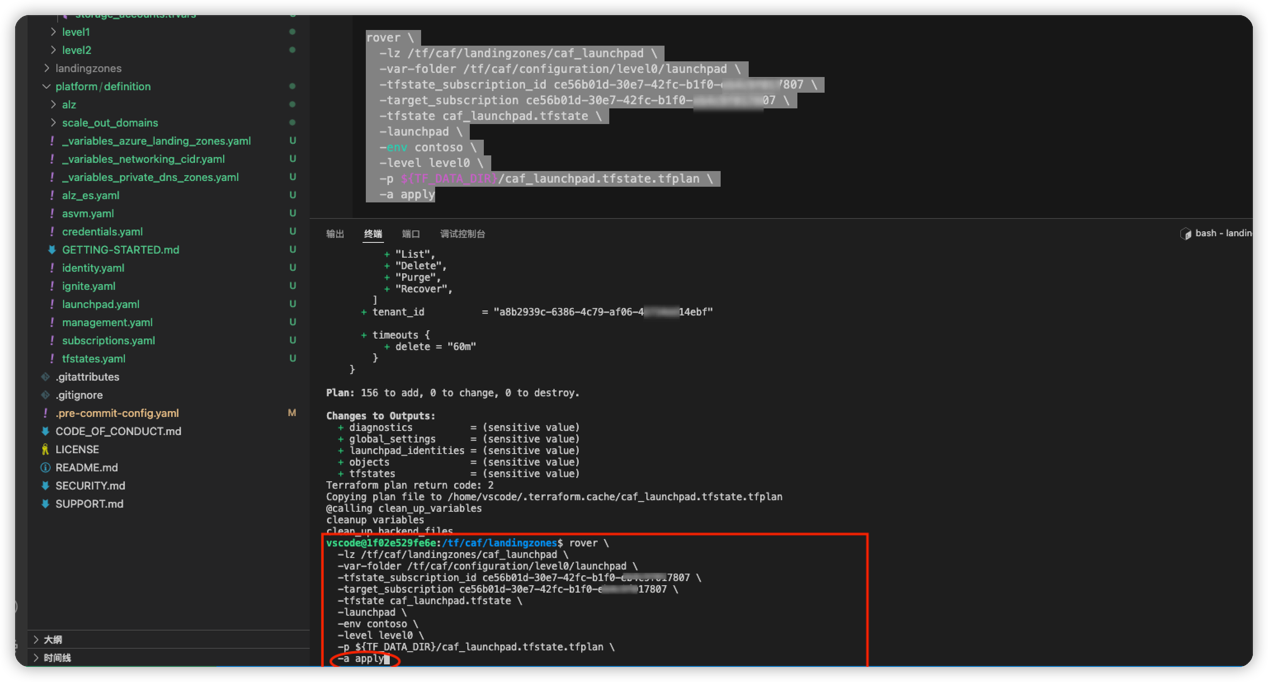 storage_accounts.tfvars
level1
level2
landingzones
platform/definition
alz
scale_out_domains
! _variables_azure_landing_zones.yaml U
! _variables_networking_cidr.yaml U
! _variables_private_dns_zones.yaml U
! alz_es.yaml U
! asvm.yaml U
! credentials.yaml U
GETTING-STARTED.md U
! identity.yaml U
! ignite.yaml U
! launchpad.yaml U
! management.yaml U
! subscriptions.yaml U
! tfstates.yaml U
.gitattributes
.gitignore
! .pre-commit-config.yaml M
CODE_OF_CONDUCT.md
LICENSE
README.md
SECURITY.md
SUPPORT.md
大纲
时间线
rover \
-lz /tf/caf/landingzones/caf_launchpad \
-var-folder /tf/caf/configuration/level0/launchpad \
-tfstate_subscription_id ce56b01d-30e7-42fc-b1f0- 7807 \
-target_subscription ce56b01d-30e7-42fc-b1f0- 07 \
-tfstate caf_launchpad.tfstate \
-launchpad \
-env contoso \
-level level0 \
-p ${TF_DATA_DIR}/caf_launchpad.tfstate.tfplan \
-a apply
输出 终端 端口 调试控制台
bash - landin
+ "List",
+ "Delete",
+ "Purge",
+ "Recover",
]
+ tenant_id = "a8b2939c-6386-4c79-af06-4 14ebf"
+ timeouts {
+ delete = "60m"
}
}
Plan: 156 to add, 0 to change, 0 to destroy.
Changes to Outputs:
+ diagnostics = (sensitive value)
+ global_settings = (sensitive value)
+ launchpad_identities = (sensitive value)
+ objects = (sensitive value)
+ tfstates = (sensitive value)
Terraform plan return code: 2
Copying plan file to /home/vscode/.terraform.cache/caf_launchpad.tfstate.tfplan
@calling clean_up_variables
cleanup variables
clean_up backend_files
vscode@1f02e529fe6e:/tf/caf/landingzones$ rover \
-lz /tf/caf/landingzones/caf_launchpad \
-var-folder /tf/caf/configuration/level0/launchpad \
-tfstate_subscription_id ce56b01d-30e7-42fc-b1f0- 7807 \
-target_subscription ce56b01d-30e7-42fc-b1f0- 17807 \
-tfstate caf_launchpad.tfstate \
-launchpad \
-env contoso \
-level level0 \
-p ${TF_DATA_DIR}/caf_launchpad.tfstate.tfplan \
-a apply